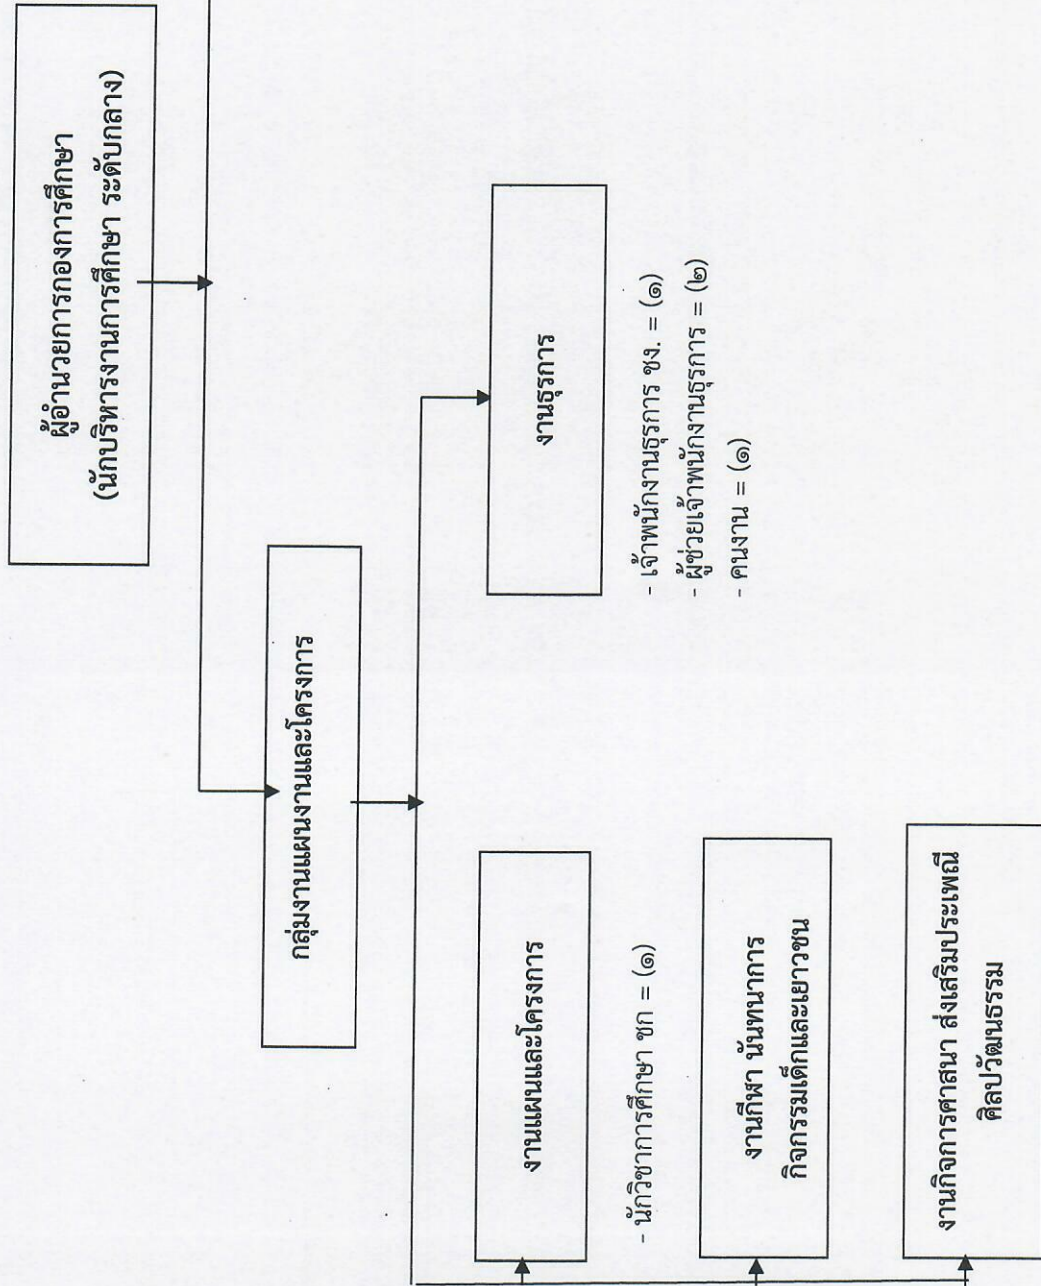 ผู้อำนวยการกองการศึกษา
(นักบริหารงานการศึกษา ระดับกลาง)
กลุ่มงานแผนงานและโครงการ
งานแผนและโครงการ
- นักวิชาการศึกษา ชก = (๑)
งานกีฬา นันทนาการ
กิจกรรมเด็กและเยาวชน
งานกิจการศาสนา ส่งเสริมประเพณี
ศิลปวัฒนธรรม
งานธุรการ
- เจ้าพนักงานธุรการ ชง. = (๑)
- ผู้ช่วยเจ้าพนักงานธุรการ = (๒)
- คนงาน = (๑)